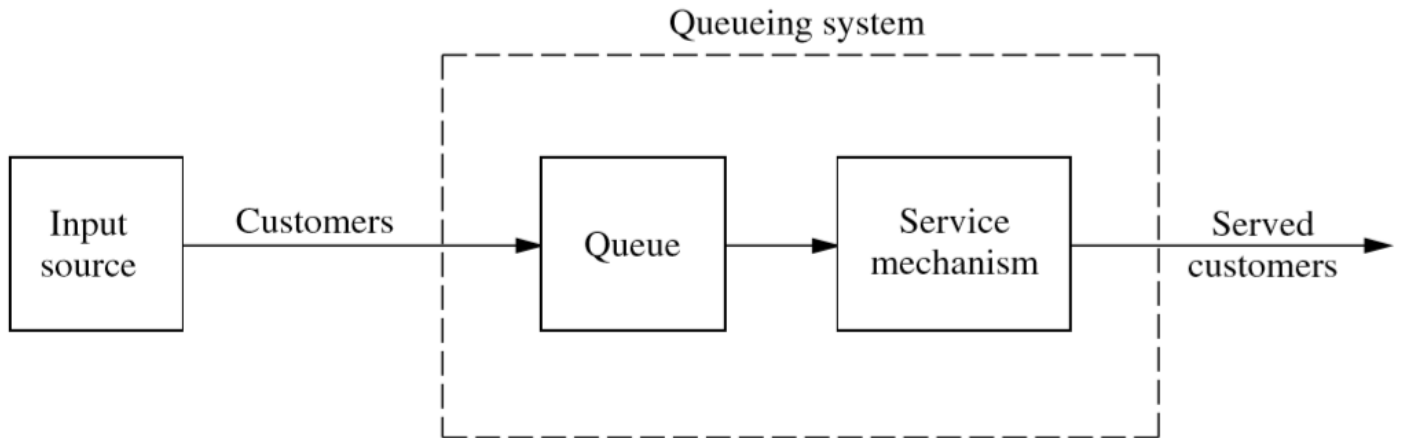 Queueing system
Input
source
Customers
Queue
Service
mechanism
Served
customers